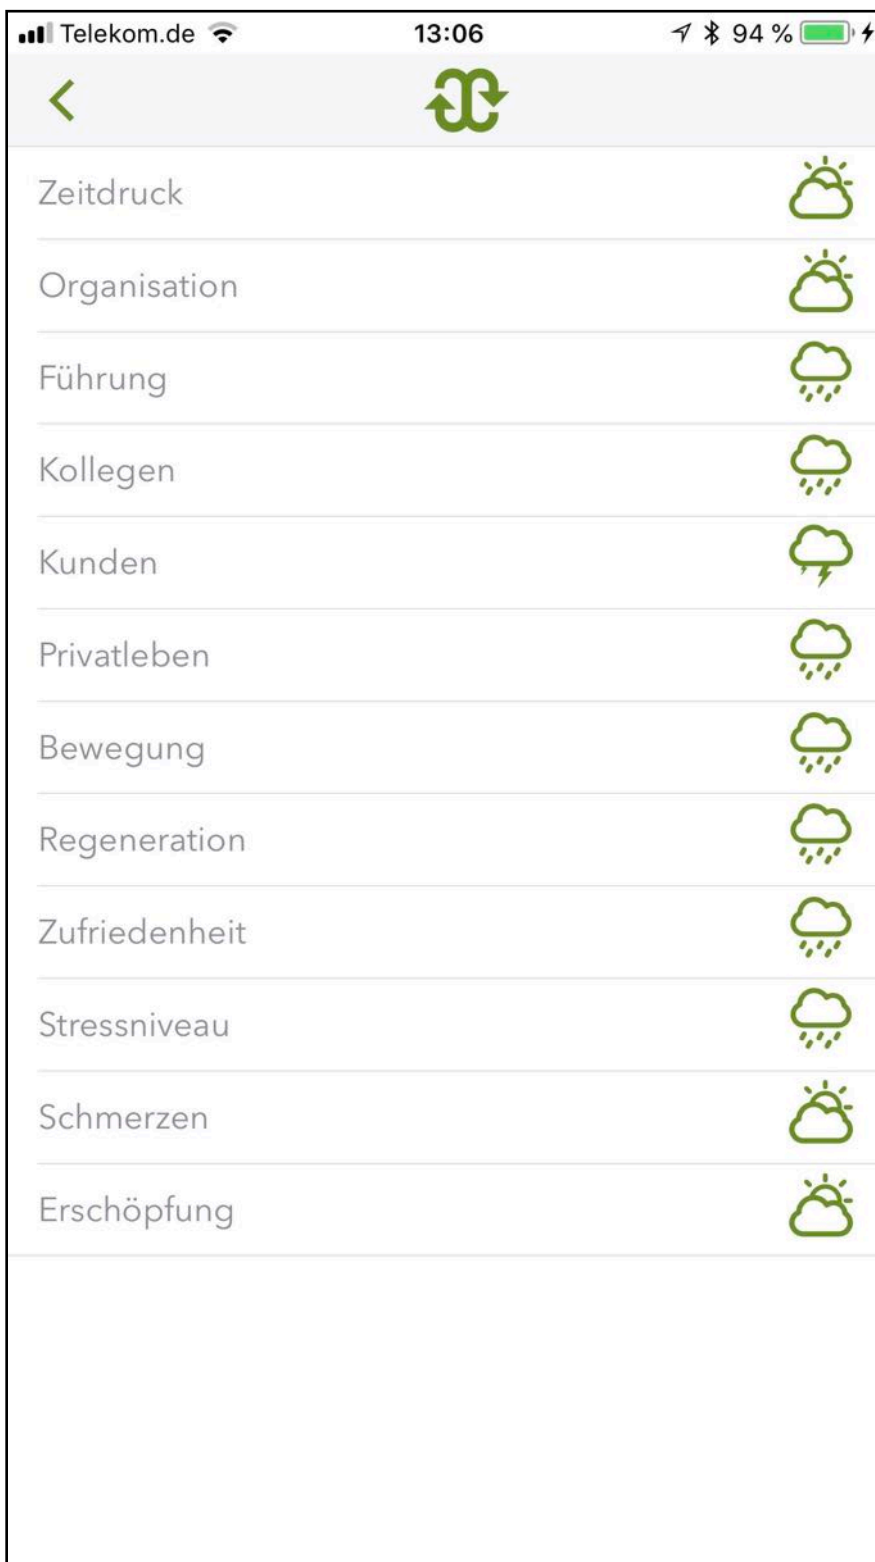 Telekom.de 13:06 94 %
Zeitdruck
Organisation
Führung
Kollegen
Kunden
Privatleben
Bewegung
Regeneration
Zufriedenheit
Stressniveau
Schmerzen
Erschöpfung